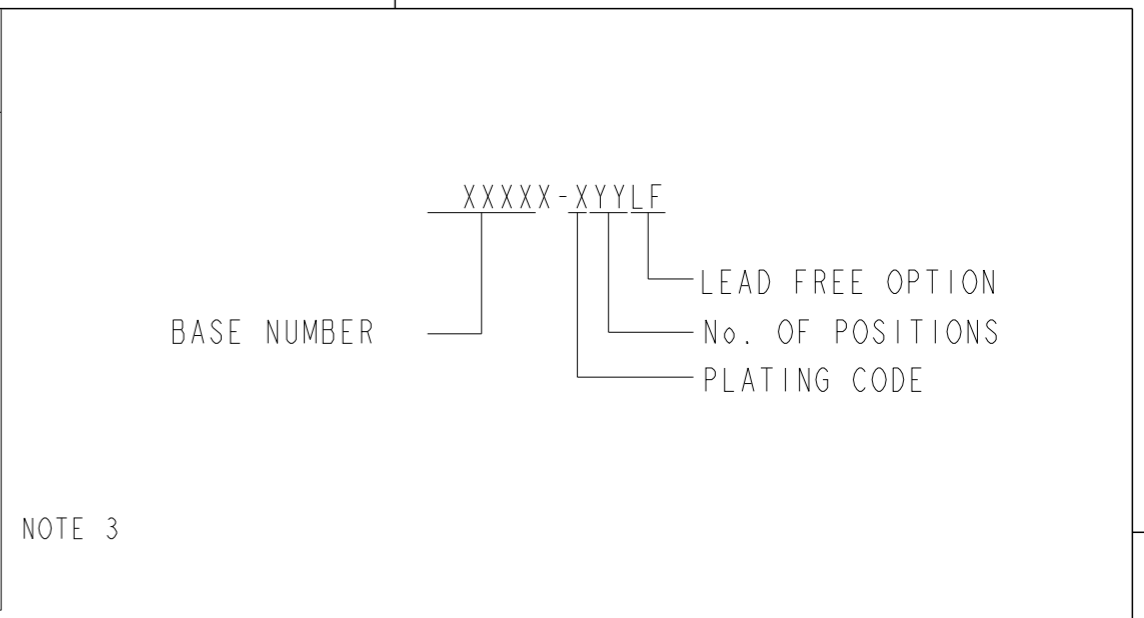 XXXXX-XYYLF
LEAD FREE OPTION
BASE NUMBER
No. OF POSITIONS
PLATING CODE
NOTE 3